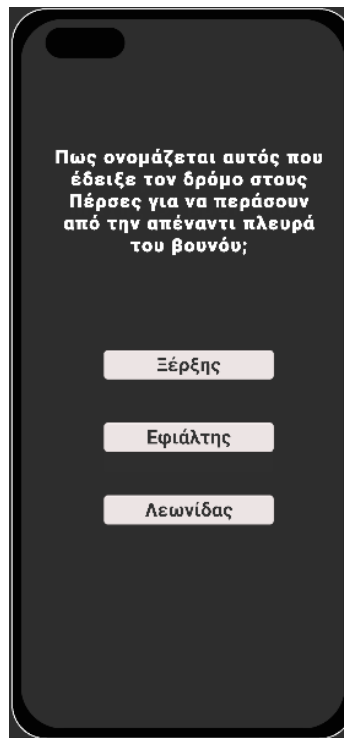 Πως ονομάζεται αυτός που
έδειξε τον δρόμο στους
Πέρσες για να περάσουν
από την απέναντι πλευρά
του βουνόυ;
Ξέρξης
Εφιάλτης
Λεωνίδας